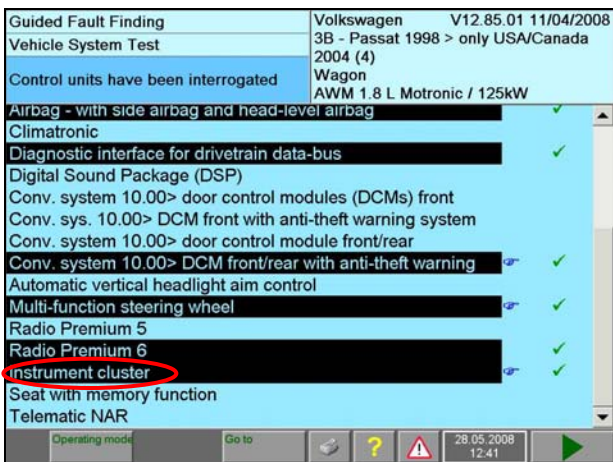 Guided Fault Finding
Vehicle System Test
Control units have been interrogated
Volkswagen V12.85.01 11/04/2008
3B - Passat 1998 > only USA/Canada
2004 (4)
Wagon
AWM 1.8 L Motronic / 125kW
Airbag - with side airbag and head-level airbag
Climatronic
Diagnostic interface for drivetrain data-bus
Digital Sound Package (DSP)
Conv. system 10.00> door control modules (DCMs) front
Conv. sys. 10.00> DCM front with anti-theft warning system
Conv. system 10.00> door control module front/rear
Conv. system 10.00> DCM front/rear with anti-theft warning
Automatic vertical headlight aim control
Multi-function steering wheel
Radio Premium 5
Radio Premium 6
Instrument cluster
Seat with memory function
Telematic NAR
Operating mode Go to ? 28.05.2008
12:41